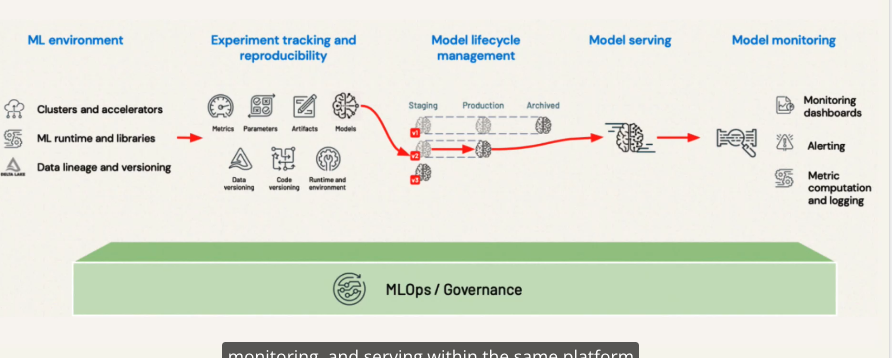 ML environment
Experiment tracking and
reproducibility
Model lifecycle
management
Model serving
Model monitoring
Clusters and accelerators
ML runtime and libraries
Data lineage and versioning
DELTA LAKE
Metrics
Parameters
Artifacts
Models
Data
versioning
Code
versioning
Runtime and
environment
Staging
Production
Archived
v1
v2
v3
Monitoring
dashboards
Alerting
Metric
computation
and logging
MLOps / Governance
monitoring, and serving within the same platform